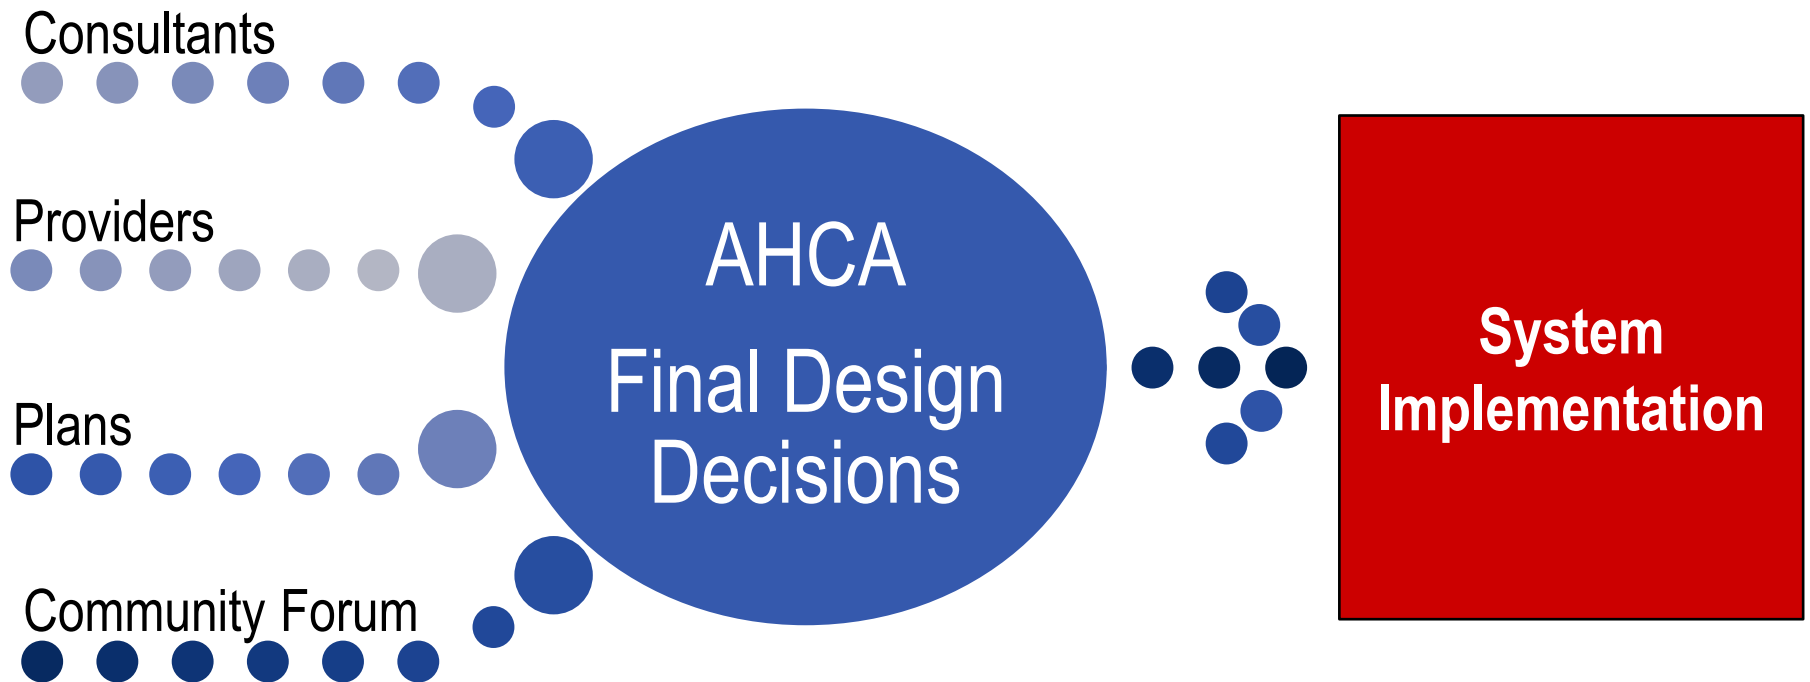 Consultants
Providers
Plans
Community Forum
AHCA
Final Design
Decisions
System
Implementation